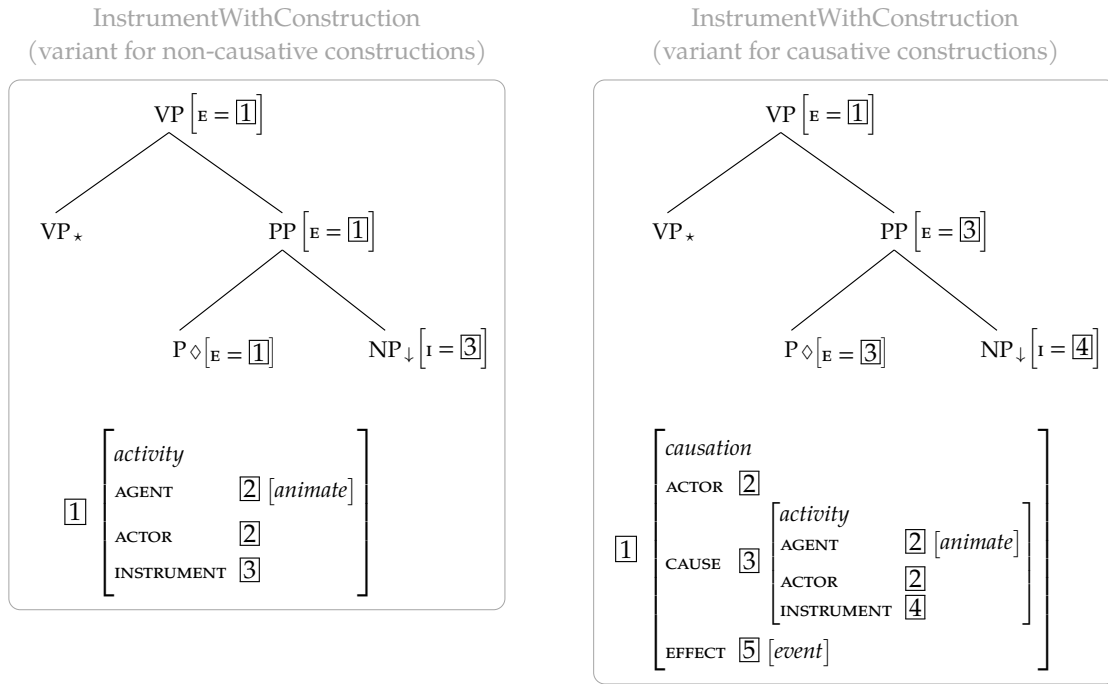 InstrumentWithConstruction
(variant for non-causative constructions)
VP [E = 1]
VP⋆
PP [E = 1]
P◊[E = 1]
NP↓[I = 3]
1
activity
AGENT 2 [animate]
ACTOR 2
INSTRUMENT 3
InstrumentWithConstruction
(variant for causative constructions)
VP [E = 1]
VP⋆
PP [E = 3]
P◊[E = 3]
NP↓[I = 4]
1
causation
ACTOR 2
CAUSE 3
activity
AGENT 2 [animate]
ACTOR 2
INSTRUMENT 4
EFFECT 5 [event]